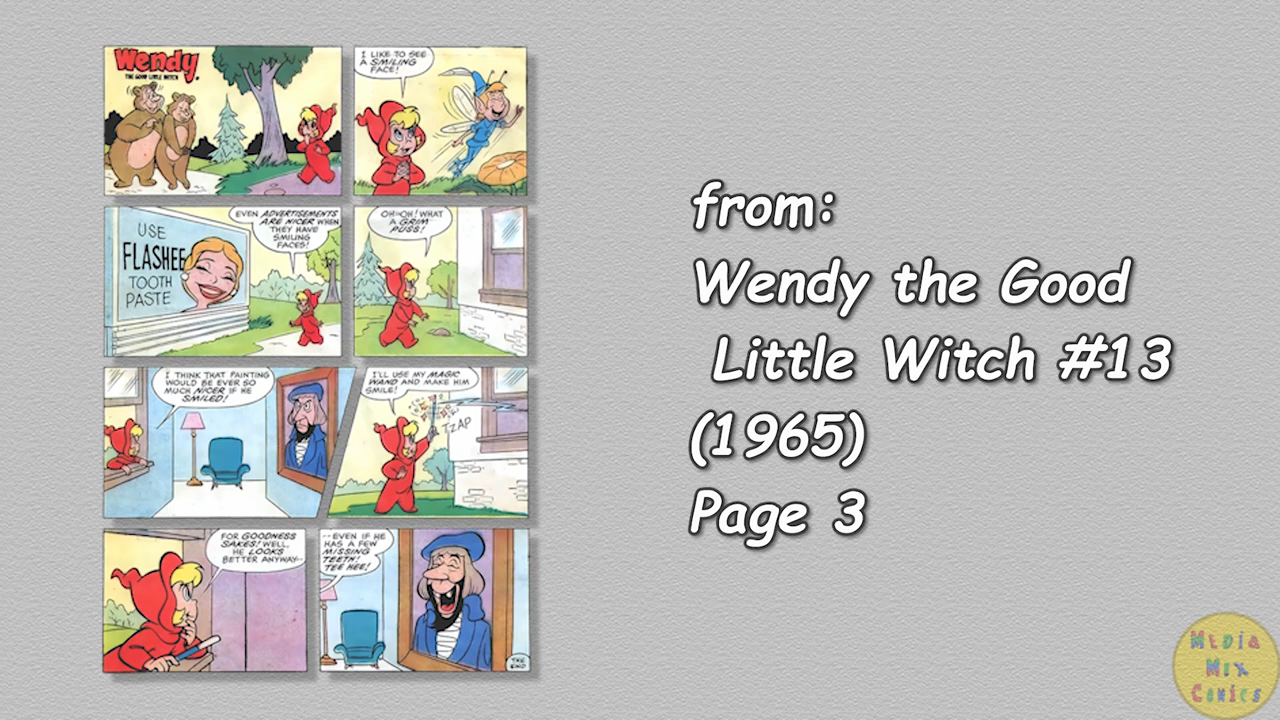 Wendy
THE GOOD LITTLE WITCH
I LIKE TO SEE
A SMILING
FACE!
USE
FLASHEE
TOOTH
PASTE
EVEN ADVERTISEMENTS
ARE NICER WHEN
THEY HAVE
SMILING
FACES!
OH-OH! WHAT
A GRIM
PUSS!
I THINK THAT PAINTING
WOULD BE EVER SO
MUCH NICER IF HE
SMILED!
I'LL USE MY MAGIC
WAND AND MAKE HIM
SMILE!
TZAP
FOR GOODNESS
SAKES! WELL,
HE LOOKS
BETTER ANYWAY--
--EVEN IF HE
HAS A FEW
MISSING
TEETH!
TEE HEE!
THE
END
from:
Wendy the Good
Little Witch #13
(1965)
Page 3
MEDIA
MIX
COMICS